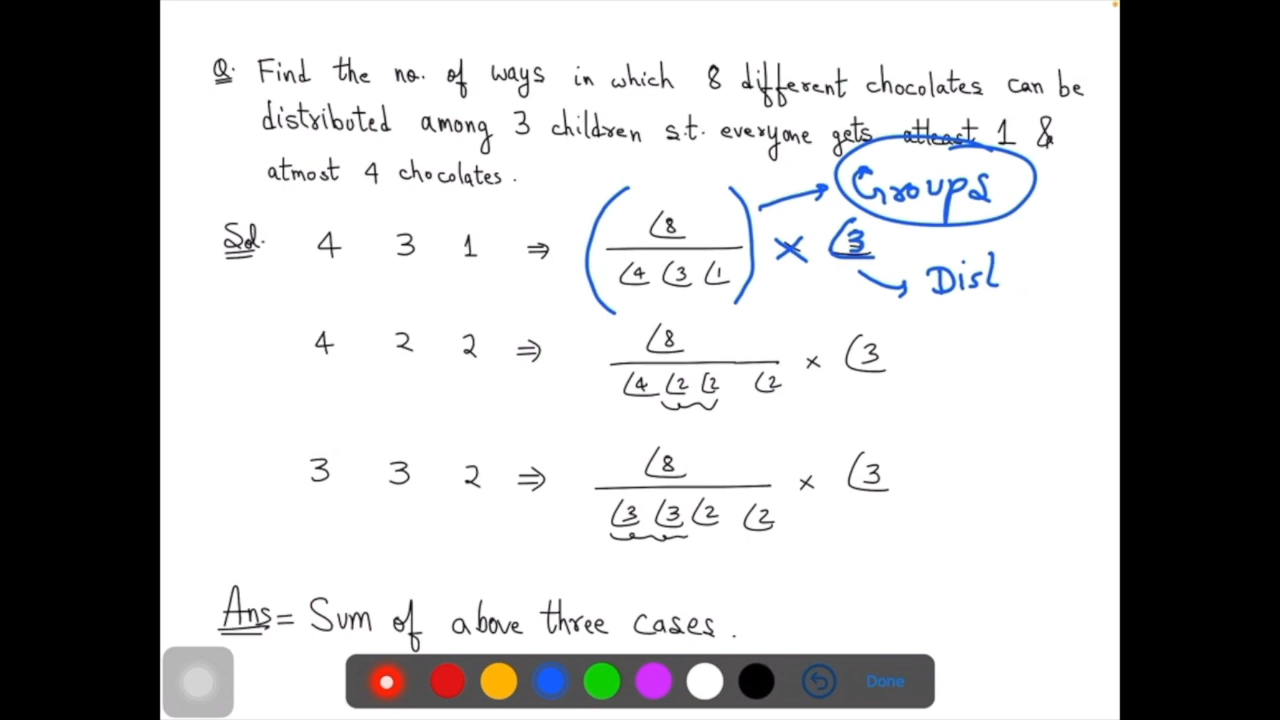 Q. Find the no. of ways in which 8 different chocolates can be
distributed among 3 children s.t. everyone gets atleast 1 &
atmost 4 chocolates.
Groups
Sol. 4 3 1 ⇒ ( ∠8 / ∠4 ∠3 ∠1 ) × ∠3
Dist
4 2 2 ⇒ ∠8 / ∠4 ∠2 ∠2 ∠2 × ∠3
3 3 2 ⇒ ∠8 / ∠3 ∠3 ∠2 ∠2 × ∠3
Ans = Sum of above three cases.
Done